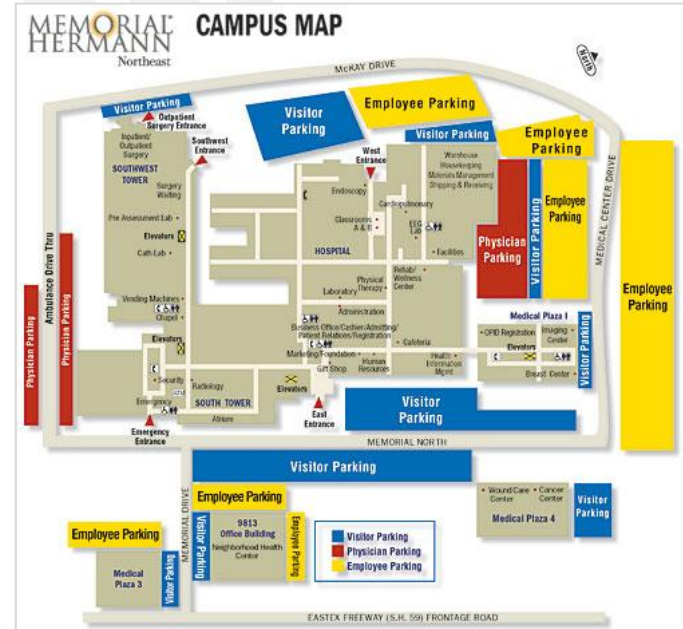 MEMORIAL
HERMANN
Northeast
CAMPUS MAP
North
McKAY DRIVE
Visitor Parking
Outpatient
Surgery Entrance
Visitor
Parking
Employee Parking
Visitor Parking
Employee
Parking
Inpatient/
Outpatient
Surgery
SOUTHWEST
TOWER
Southwest
Entrance
West
Entrance
Warehouse
Housekeeping
Materials Management
Shipping & Receiving
Surgery
Waiting
Endoscopy
Cardiopulmonary
Pre Assessment Lab
Classrooms
A & B
EEG
Lab
Elevators
HOSPITAL
Facilities
Cath Lab
Physician
Parking
Visitor Parking
Employee
Parking
MEDICAL CENTER DRIVE
Employee
Parking
Ambulance Drive Thru
Physician Parking
Physician Parking
Rehab/
Wellness
Center
Physical
Therapy
Laboratory
Vending Machines
Chapel
Administration
Business Office/Cashier/Admitting/
Patient Relations/Registration
Medical Plaza I
OPID Registration
Imaging
Center
Elevators
Cafeteria
Elevators
Marketing/Foundation
Gift Shop
Human
Resources
Health
Information
Mgmt
Breast Center
Visitor Parking
Security
Radiology
Elevators
Emergency
SOUTH TOWER
Atrium
Emergency
Entrance
East
Entrance
Visitor
Parking
MEMORIAL NORTH
Visitor Parking
MEMORIAL DRIVE
Employee Parking
Wound Care
Center
Cancer
Center
Medical Plaza 4
Visitor
Parking
Employee Parking
Visitor Parking
9813
Office Building
Neighborhood Health
Center
Employee
Parking
Visitor Parking
Physician Parking
Employee Parking
Medical
Plaza 3
Visitor Parking
EASTEX FREEWAY (S.H. 59) FRONTAGE ROAD